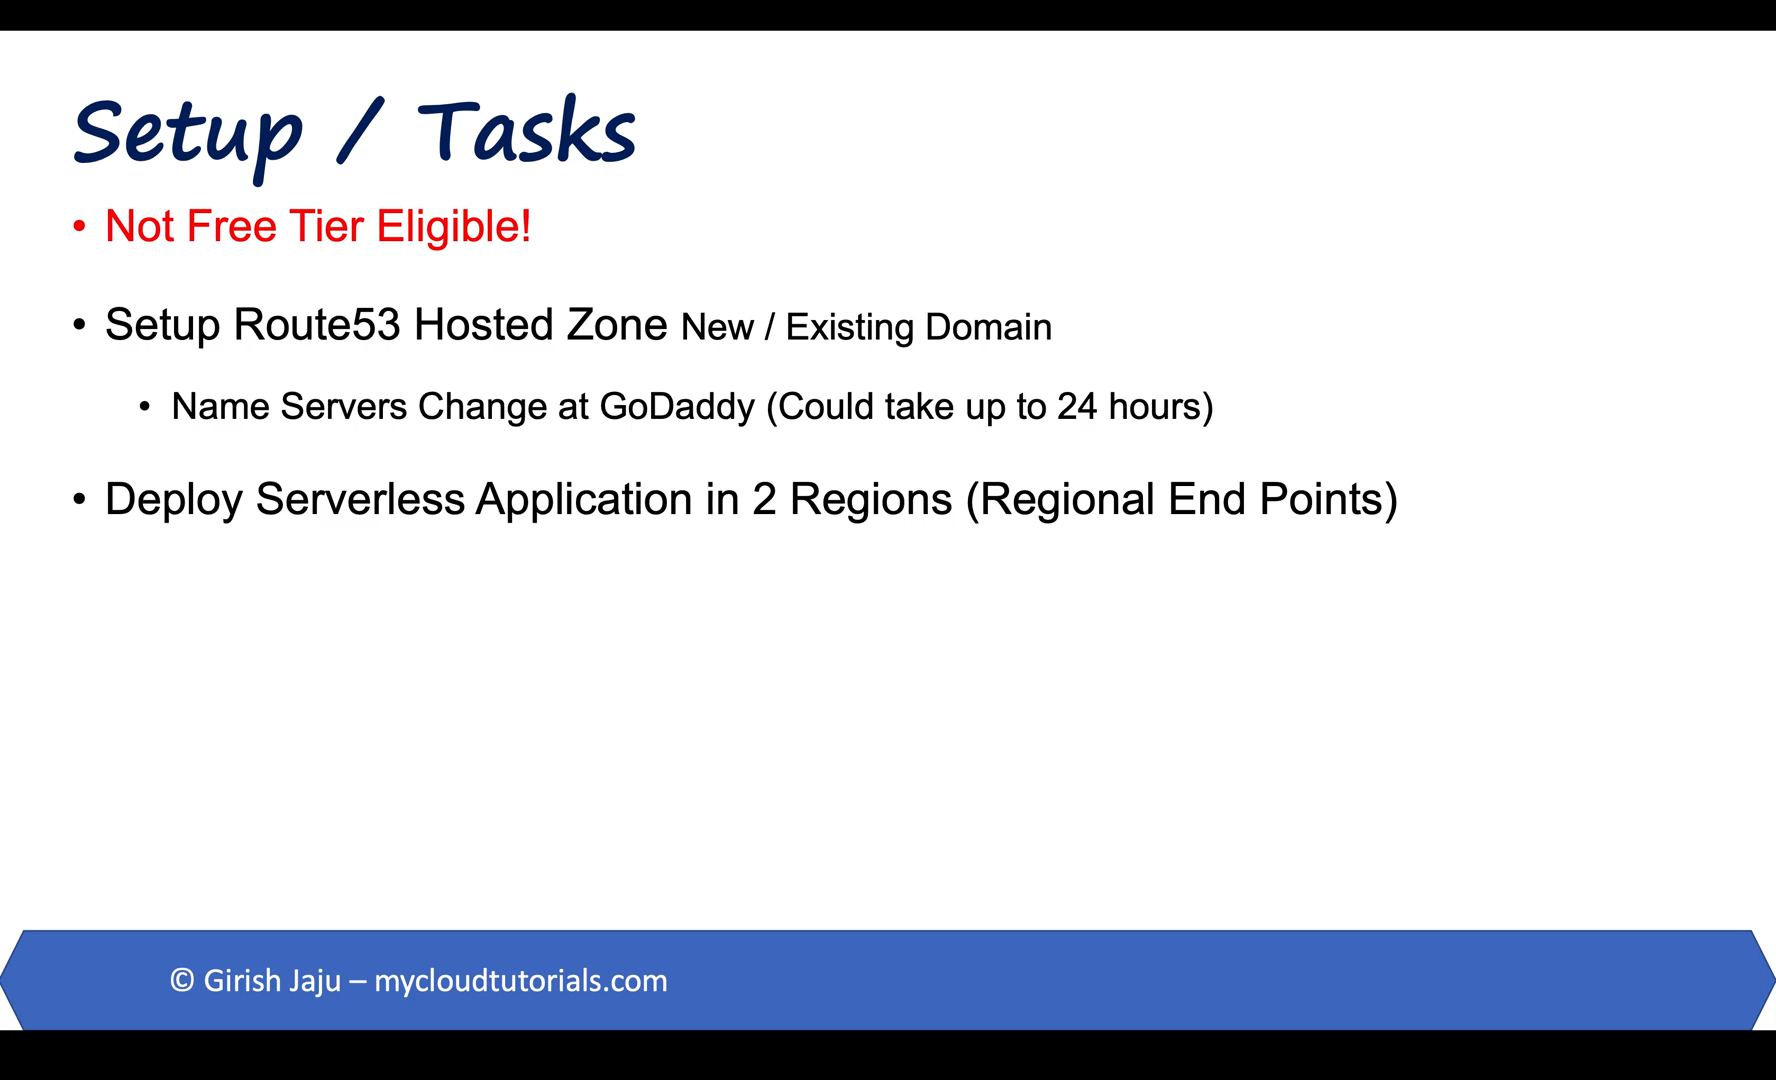 Setup / Tasks
• Not Free Tier Eligible!
• Setup Route53 Hosted Zone New / Existing Domain
• Name Servers Change at GoDaddy (Could take up to 24 hours)
• Deploy Serverless Application in 2 Regions (Regional End Points)
© Girish Jaju – mycloudtutorials.com